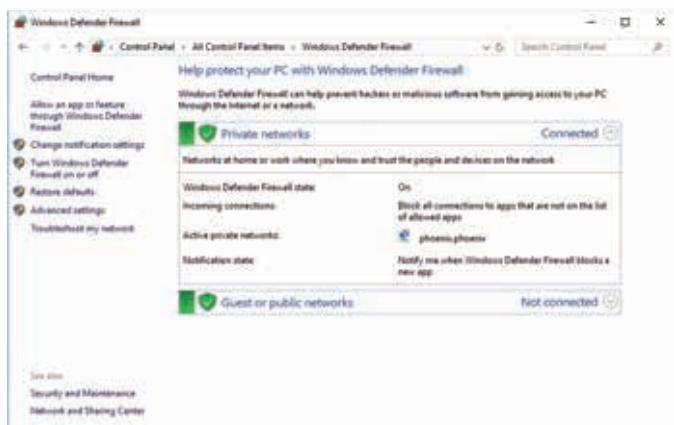 Windows Defender Firewall
Control Panel All Control Panel Items Windows Defender Firewall
Search Control Panel
Control Panel Home
Allow an app or feature
through Windows Defender
Firewall
Change notification settings
Turn Windows Defender
Firewall on or off
Restore defaults
Advanced settings
Troubleshoot my network
See also
Security and Maintenance
Network and Sharing Center
Help protect your PC with Windows Defender Firewall
Windows Defender Firewall can help prevent hackers or malicious software from gaining access to your PC
through the Internet or a network.
Private networks Connected
Networks at home or work where you know and trust the people and devices on the network
Windows Defender Firewall state: On
Incoming connections: Block all connections to apps that are not on the list
of allowed apps
Active private networks: phoenix.phoenix
Notification state: Notify me when Windows Defender Firewall blocks a
new app
Guest or public networks Not connected